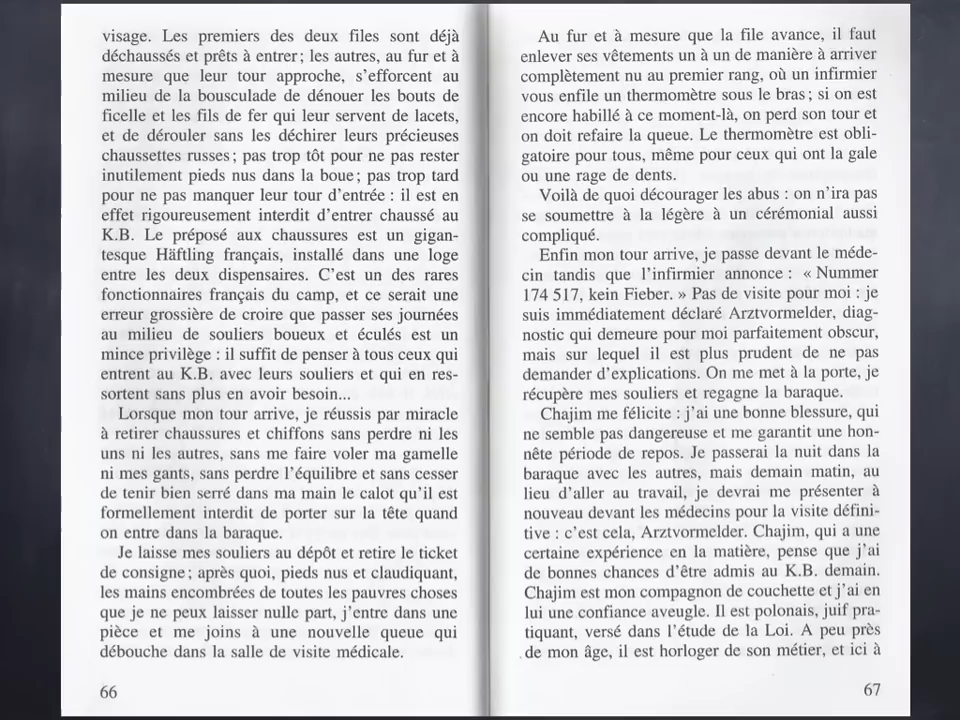 visage. Les premiers des deux files sont déjà
déchaussés et prêts à entrer ; les autres, au fur et à
mesure que leur tour approche, s'efforcent au
milieu de la bousculade de dénouer les bouts de
ficelle et les fils de fer qui leur servent de lacets,
et de dérouler sans les déchirer leurs précieuses
chaussettes russes ; pas trop tôt pour ne pas rester
inutilement pieds nus dans la boue ; pas trop tard
pour ne pas manquer leur tour d'entrée : il est en
effet rigoureusement interdit d'entrer chaussé au
K.B. Le préposé aux chaussures est un gigan-
tesque Häftling français, installé dans une loge
entre les deux dispensaires. C'est un des rares
fonctionnaires français du camp, et ce serait une
erreur grossière de croire que passer ses journées
au milieu de souliers boueux et éculés est un
mince privilège : il suffit de penser à tous ceux qui
entrent au K.B. avec leurs souliers et qui en res-
sortent sans plus en avoir besoin...
Lorsque mon tour arrive, je réussis par miracle
à retirer chaussures et chiffons sans perdre ni les
uns ni les autres, sans me faire voler ma gamelle
ni mes gants, sans perdre l'équilibre et sans cesser
de tenir bien serré dans ma main le calot qu'il est
formellement interdit de porter sur la tête quand
on entre dans la baraque.
Je laisse mes souliers au dépôt et retire le ticket
de consigne ; après quoi, pieds nus et claudiquant,
les mains encombrées de toutes les pauvres choses
que je ne peux laisser nulle part, j'entre dans une
pièce et me joins à une nouvelle queue qui
débouche dans la salle de visite médicale.
66
Au fur et à mesure que la file avance, il faut
enlever ses vêtements un à un de manière à arriver
complètement nu au premier rang, où un infirmier
vous enfile un thermomètre sous le bras ; si on est
encore habillé à ce moment-là, on perd son tour et
on doit refaire la queue. Le thermomètre est obli-
gatoire pour tous, même pour ceux qui ont la gale
ou une rage de dents.
Voilà de quoi décourager les abus : on n'ira pas
se soumettre à la légère à un cérémonial aussi
compliqué.
Enfin mon tour arrive, je passe devant le méde-
cin tandis que l'infirmier annonce : « Nummer
174 517, kein Fieber. » Pas de visite pour moi : je
suis immédiatement déclaré Arztvormelder, diag-
nostic qui demeure pour moi parfaitement obscur,
mais sur lequel il est plus prudent de ne pas
demander d'explications. On me met à la porte, je
récupère mes souliers et regagne la baraque.
Chajim me félicite : j'ai une bonne blessure, qui
ne semble pas dangereuse et me garantit une hon-
nête période de repos. Je passerai la nuit dans la
baraque avec les autres, mais demain matin, au
lieu d'aller au travail, je devrai me présenter à
nouveau devant les médecins pour la visite défini-
tive : c'est cela, Arztvormelder. Chajim, qui a une
certaine expérience en la matière, pense que j'ai
de bonnes chances d'être admis au K.B. demain.
Chajim est mon compagnon de couchette et j'ai en
lui une confiance aveugle. Il est polonais, juif pra-
tiquant, versé dans l'étude de la Loi. A peu près
de mon âge, il est horloger de son métier, et ici à
67